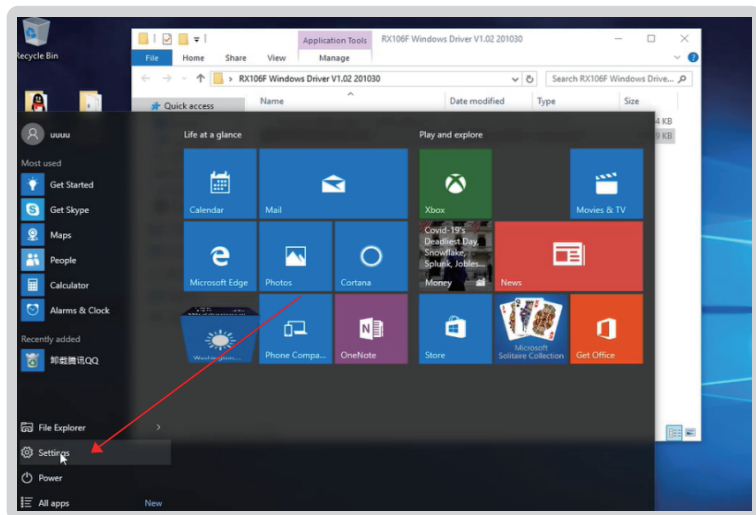 Recycle Bin
Application Tools
RX106F Windows Driver V1.02 201030
File
Home
Share
View
Manage
RX106F Windows Driver V1.02 201030
Search RX106F Windows Drive...
Quick access
Name
Date modified
Type
Size
4 KB
9 KB
uuuu
Most used
Get Started
Get Skype
Maps
People
Calculator
Alarms & Clock
Recently added
卸载腾讯QQ
File Explorer
Settings
Power
All apps
New
Life at a glance
Calendar
Mail
Microsoft Edge
Photos
Cortana
Washington...
Phone Compa...
OneNote
Play and explore
Xbox
Movies & TV
Covid-19's
Deadliest Day,
Snowflake,
Splunk, Jobles...
Money
News
Store
Microsoft
Solitaire Collection
Get Office